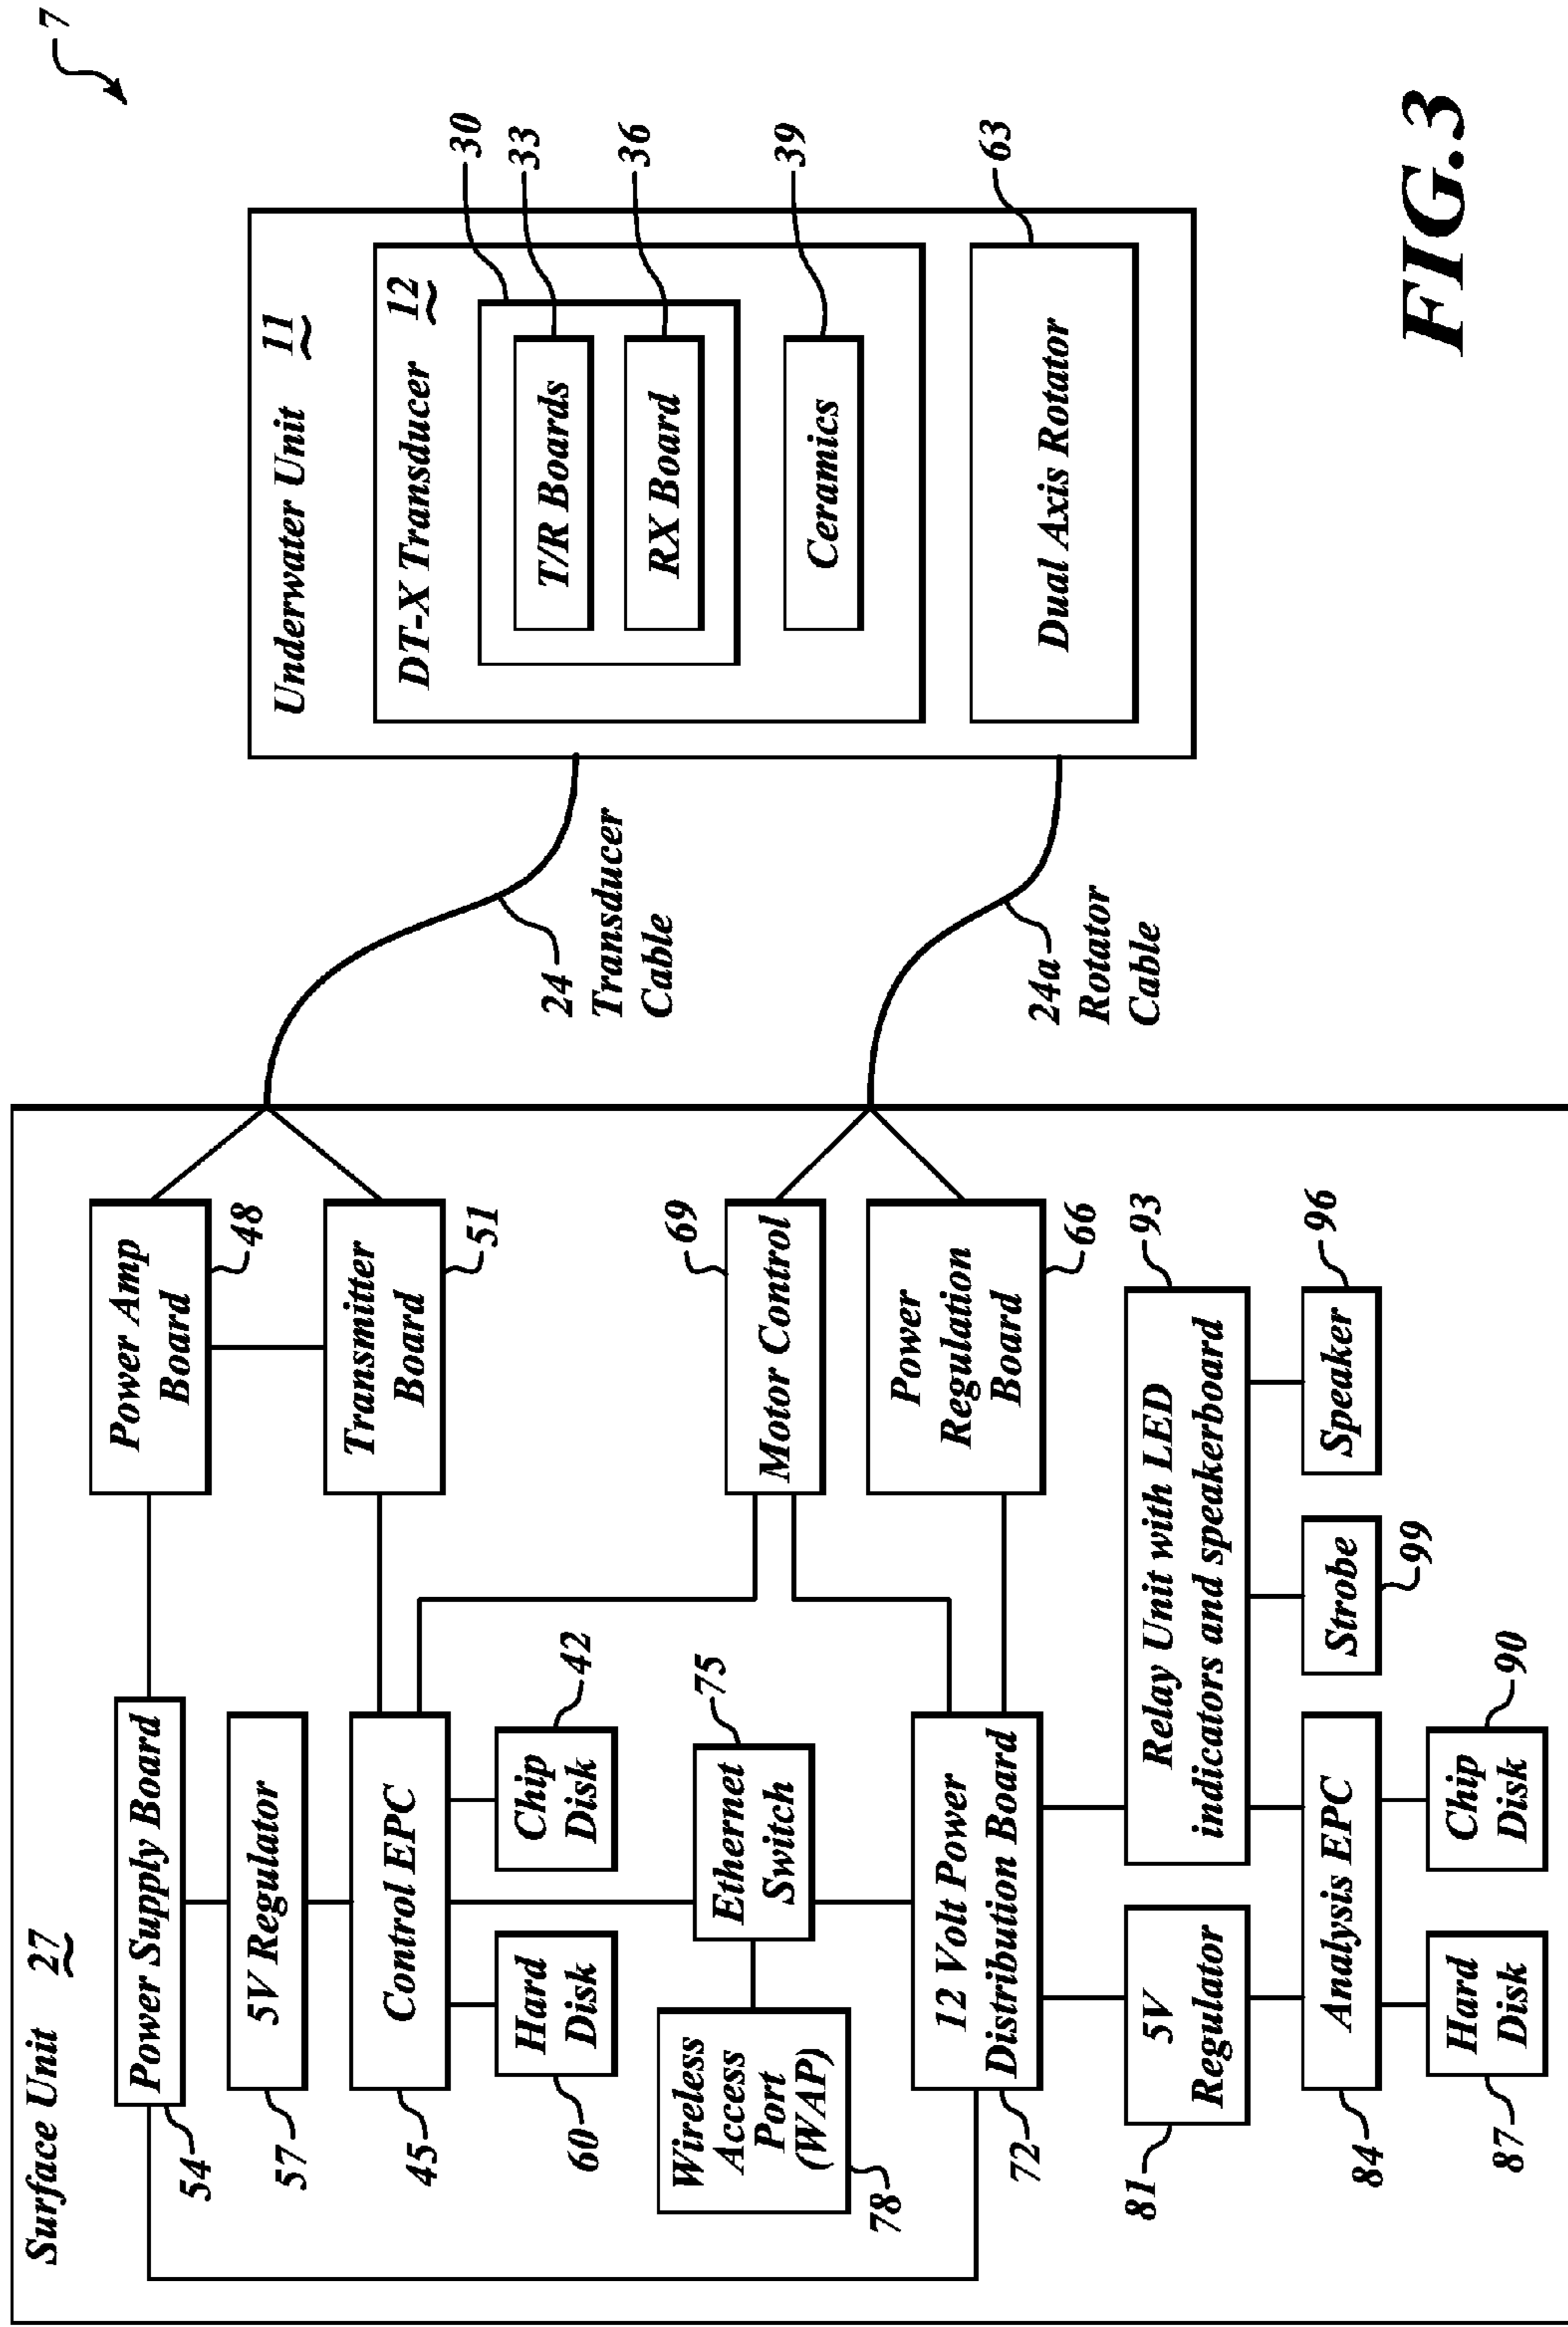 7
Surface Unit 27
Power Supply Board
54
5V Regulator
57
Control EPC
45
Hard
Disk
60
Chip
Disk
42
Wireless
Access
Port
(WAP)
78
Ethernet
Switch
75
12 Volt Power
Distribution Board
72
5V
Regulator
81
Analysis EPC
84
Hard
Disk
87
Chip
Disk
90
Power Amp
Board
48
Transmitter
Board
51
69
Motor Control
Power
Regulation
Board
66
Relay Unit with LED
indicators and speakerboard
93
Strobe
99
Speaker
96
24
Transducer
Cable
24a
Rotator
Cable
Underwater Unit 11
DT-X Transducer 12
30
T/R Boards
33
RX Board
36
Ceramics
39
Dual Axis Rotator
63
FIG.3